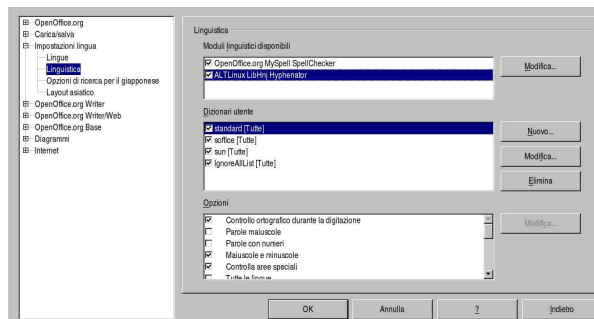 OpenOffice.org
Carica/salva
Impostazioni lingua
Lingue
Linguistica
Opzioni di ricerca per il giapponese
Layout asiatico
OpenOffice.org Writer
OpenOffice.org Writer/Web
OpenOffice.org Base
Diagrammi
Internet
Linguistica
Moduli linguistici disponibili
OpenOffice.org MySpell SpellChecker
ALTLinux LibHnj Hyphenator
Modifica...
Dizionari utente
standard [Tutte]
soffice [Tutte]
sun [Tutte]
IgnoreAllList [Tutte]
Nuovo...
Modifica...
Elimina
Opzioni
Controllo ortografico durante la digitazione
Parole maiuscole
Parole con numeri
Maiuscole e minuscole
Controlla aree speciali
Tutte le lingue
Modifica...
OK
Annulla
?
Indietro